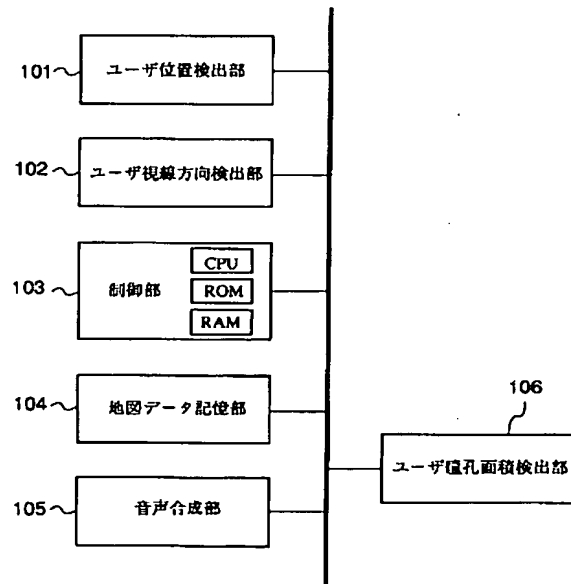 101
ユーザ位置検出部
102
ユーザ視線方向検出部
103
制御部
CPU
ROM
RAM
104
地図データ記憶部
106
ユーザ瞳孔面積検出部
105
音声合成部